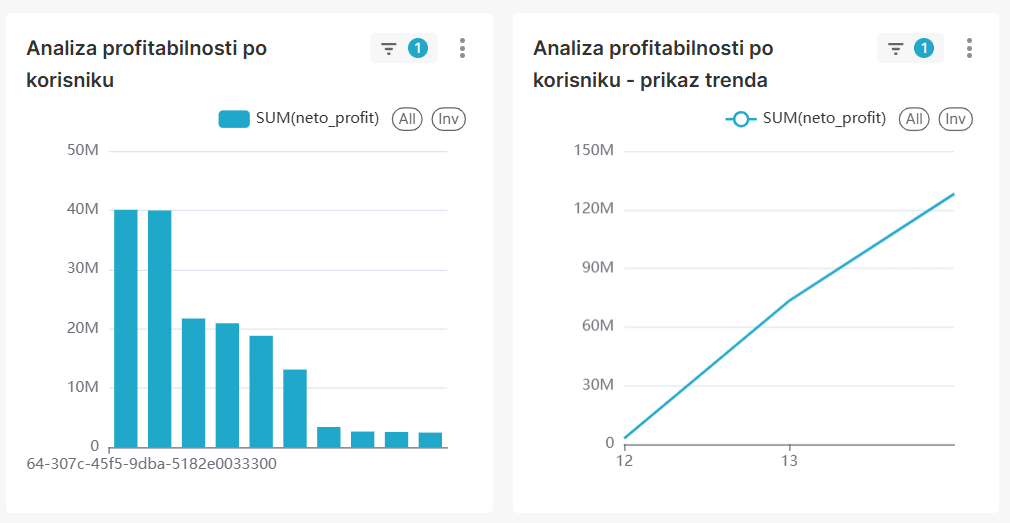 Analiza profitabilnosti po
korisniku
1
SUM(neto_profit) All Inv
50M
40M
30M
20M
10M
0
64-307c-45f5-9dba-5182e0033300
Analiza profitabilnosti po
korisniku - prikaz trenda
1
SUM(neto_profit) All Inv
150M
120M
90M
60M
30M
0
12 13